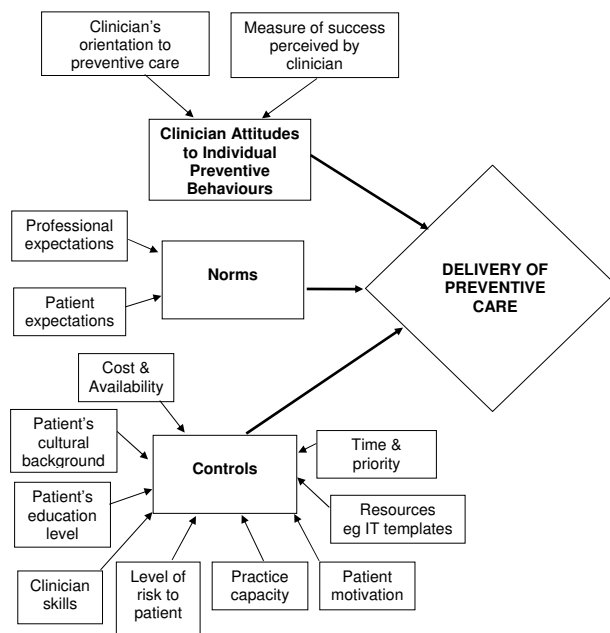 Clinician's
orientation to
preventive care
Measure of success
perceived by
clinician
Clinician Attitudes
to Individual
Preventive
Behaviours
Professional
expectations
Norms
Patient
expectations
DELIVERY OF
PREVENTIVE
CARE
Cost &
Availability
Patient's
cultural
background
Controls
Time &
priority
Patient's
education
level
Resources
eg IT templates
Clinician
skills
Level of
risk to
patient
Practice
capacity
Patient
motivation